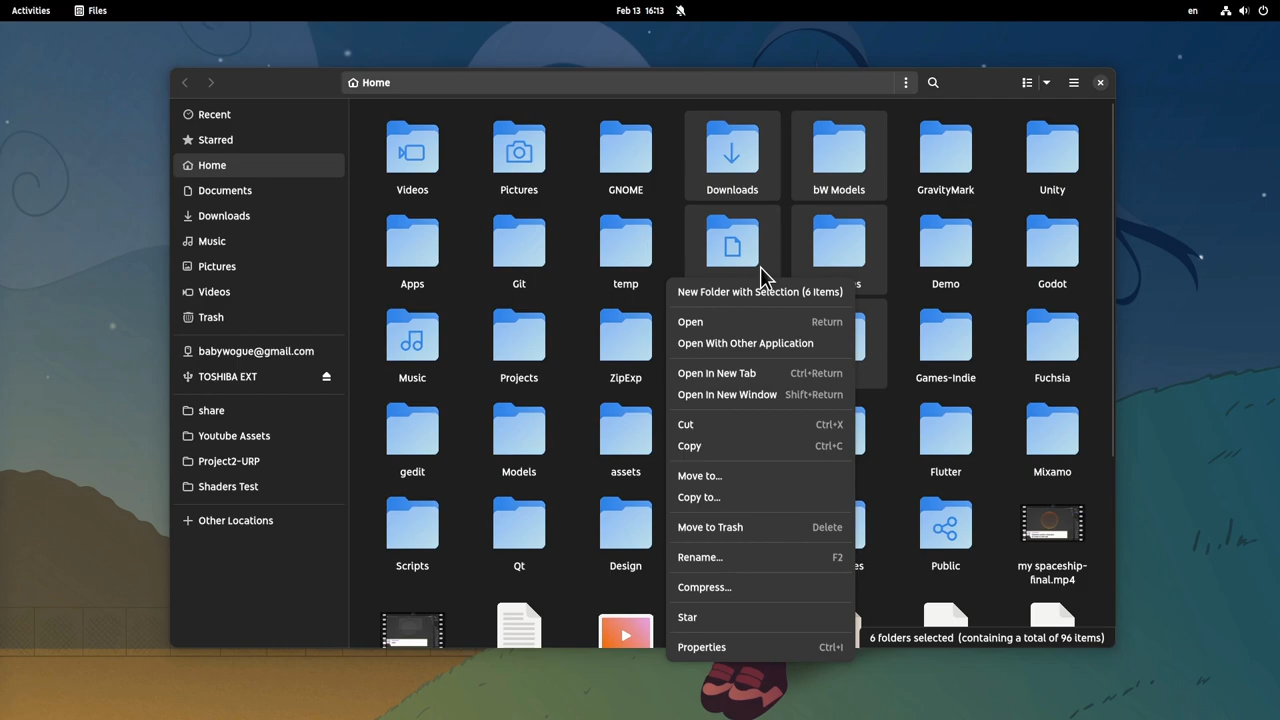 Activities
Files
Feb 13 16:13
en
Home
Recent
Starred
Home
Documents
Downloads
Music
Pictures
Videos
Trash
babywogue@gmail.com
TOSHIBA EXT
share
Youtube Assets
Project2-URP
Shaders Test
Other Locations
Videos
Pictures
GNOME
Downloads
bW Models
GravityMark
Unity
Apps
Git
temp
Demo
Godot
Music
Projects
ZipExp
Games-Indie
Fuchsia
gedit
Models
assets
Flutter
Mixamo
Scripts
Qt
Design
Public
my spaceship-
final.mp4
New Folder with Selection (6 Items)
Open Return
Open With Other Application
Open In New Tab Ctrl+Return
Open In New Window Shift+Return
Cut Ctrl+X
Copy Ctrl+C
Move to...
Copy to...
Move to Trash Delete
Rename... F2
Compress...
Star
Properties Ctrl+I
6 folders selected (containing a total of 96 items)